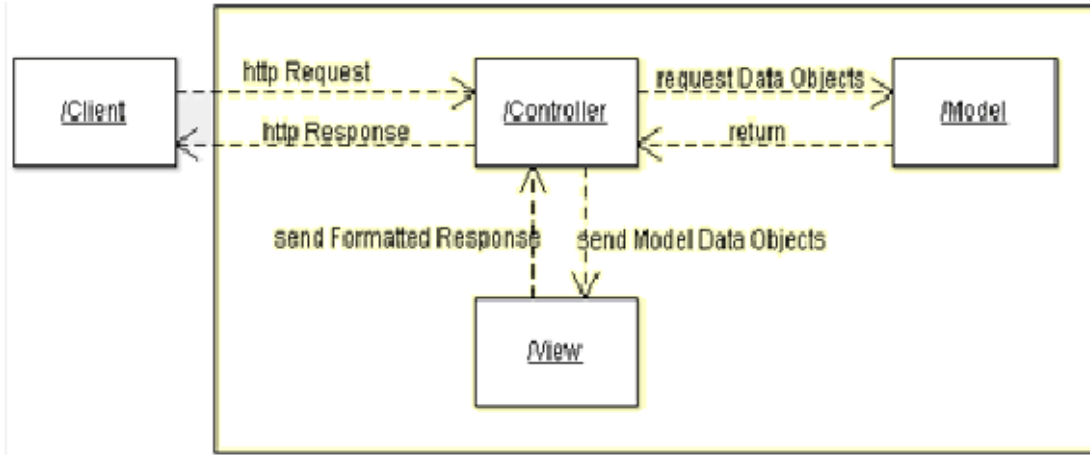 http Request
request Data Objects
/Client
/Controller
/Model
http Response
return
send Formatted Response
send Model Data Objects
/View